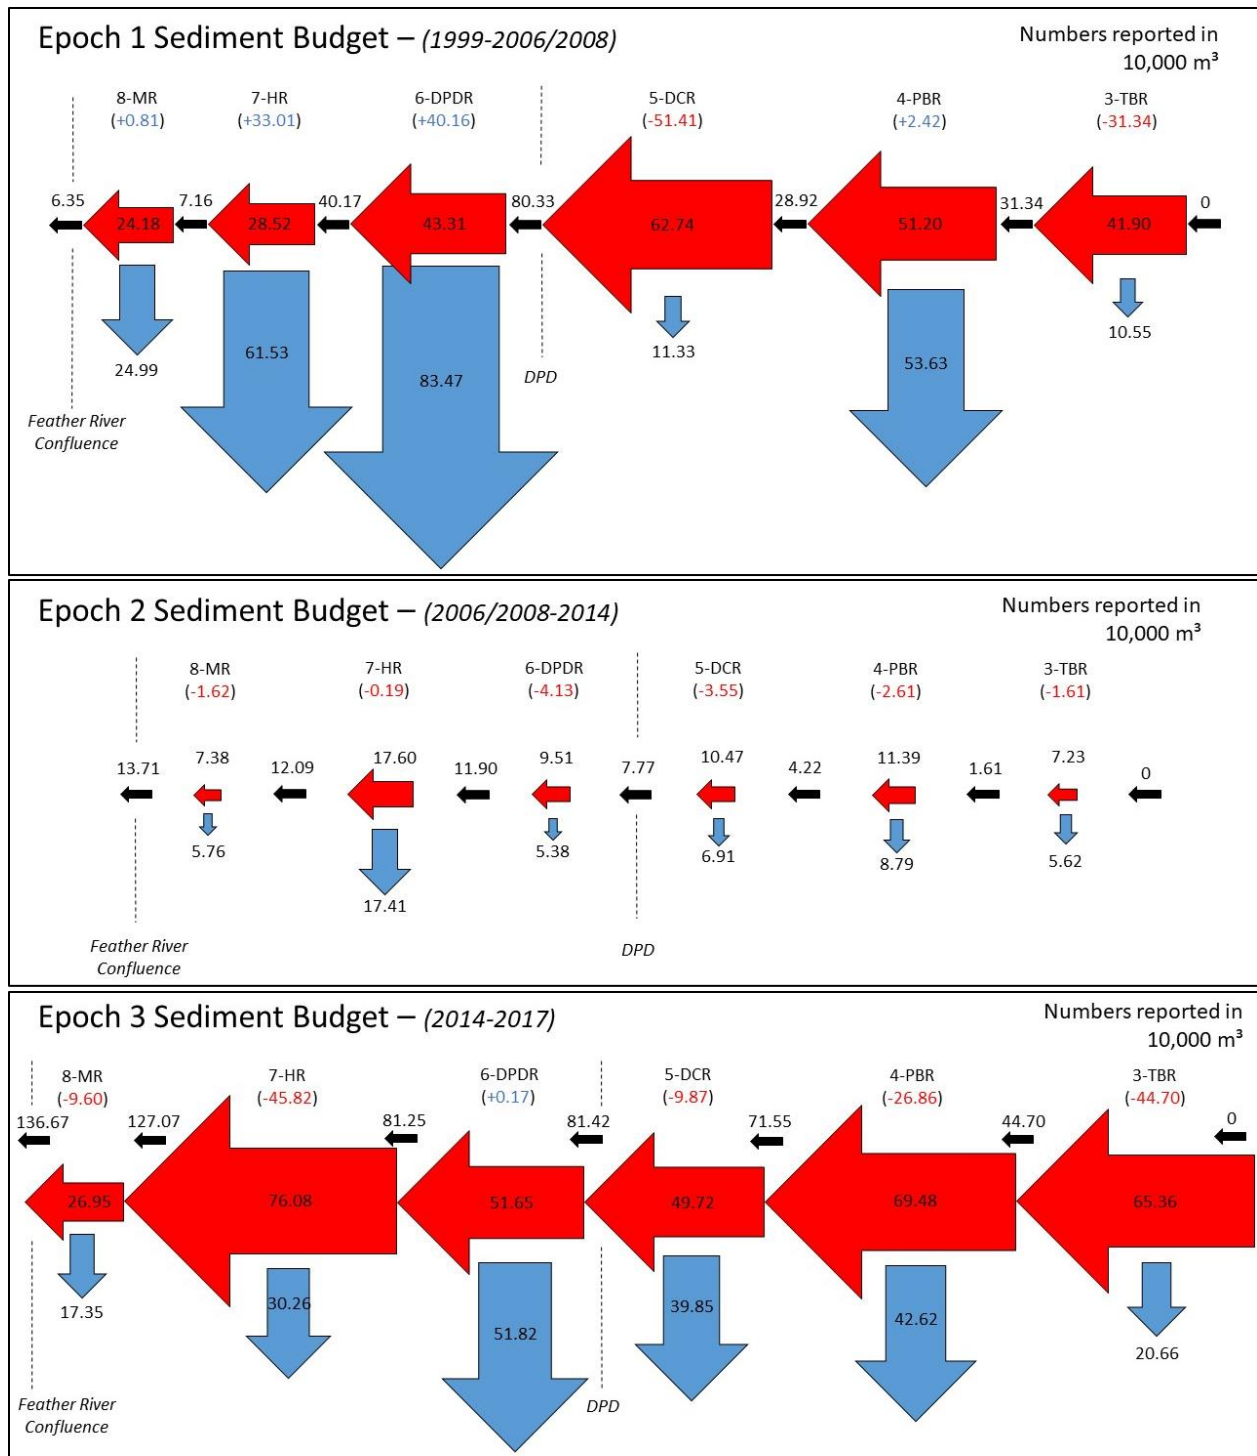 Epoch 1 Sediment Budget – (1999-2006/2008)
Numbers reported in
10,000 m³
8-MR
(+0.81)
7-HR
(+33.01)
6-DPDR
(+40.16)
5-DCR
(-51.41)
4-PBR
(+2.42)
3-TBR
(-31.34)
6.35
24.18
7.16
28.52
40.17
43.31
80.33
62.74
28.92
51.20
31.34
41.90
0
24.99
61.53
83.47
11.33
53.63
10.55
DPD
Feather River
Confluence
Epoch 2 Sediment Budget – (2006/2008-2014)
Numbers reported in
10,000 m³
8-MR
(-1.62)
7-HR
(-0.19)
6-DPDR
(-4.13)
5-DCR
(-3.55)
4-PBR
(-2.61)
3-TBR
(-1.61)
13.71
7.38
12.09
17.60
11.90
9.51
7.77
10.47
4.22
11.39
1.61
7.23
0
5.76
17.41
5.38
6.91
8.79
5.62
Feather River
Confluence
DPD
Epoch 3 Sediment Budget – (2014-2017)
Numbers reported in
10,000 m³
8-MR
(-9.60)
7-HR
(-45.82)
6-DPDR
(+0.17)
5-DCR
(-9.87)
4-PBR
(-26.86)
3-TBR
(-44.70)
136.67
127.07
81.25
81.42
71.55
44.70
0
26.95
76.08
51.65
49.72
69.48
65.36
17.35
30.26
51.82
39.85
42.62
20.66
Feather River
Confluence
DPD